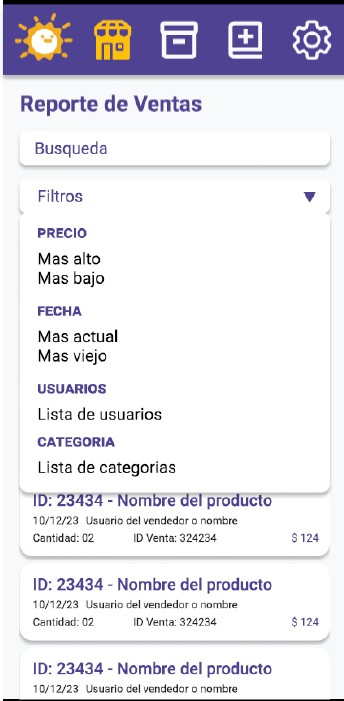 Reporte de Ventas
Busqueda
Filtros
PRECIO
Mas alto
Mas bajo
FECHA
Mas actual
Mas viejo
USUARIOS
Lista de usuarios
CATEGORIA
Lista de categorias
ID: 23434 - Nombre del producto
10/12/23 Usuario del vendedor o nombre
Cantidad: 02 ID Venta: 324234 $ 124
ID: 23434 - Nombre del producto
10/12/23 Usuario del vendedor o nombre
Cantidad: 02 ID Venta: 324234 $ 124
ID: 23434 - Nombre del producto
10/12/23 Usuario del vendedor o nombre